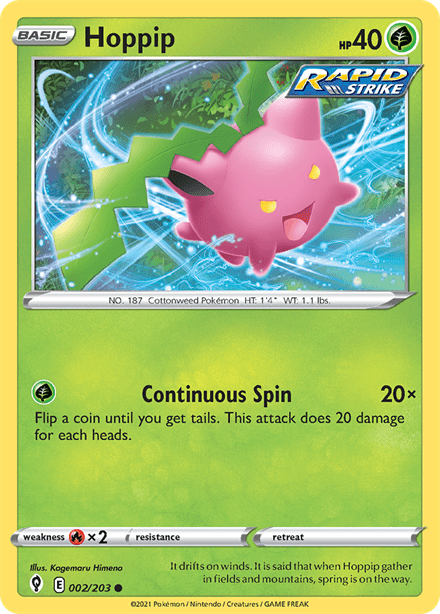 BASIC Hoppip HP40
RAPID
STRIKE
NO. 187 Cottonweed Pokémon HT: 1'4" WT: 1.1 lbs.
Continuous Spin 20×
Flip a coin until you get tails. This attack does 20 damage
for each heads.
weakness ×2 resistance retreat
Illus. Kagemaru Himeno
E 002/203
It drifts on winds. It is said that when Hoppip gather
in fields and mountains, spring is on the way.
©2021 Pokémon / Nintendo / Creatures / GAME FREAK